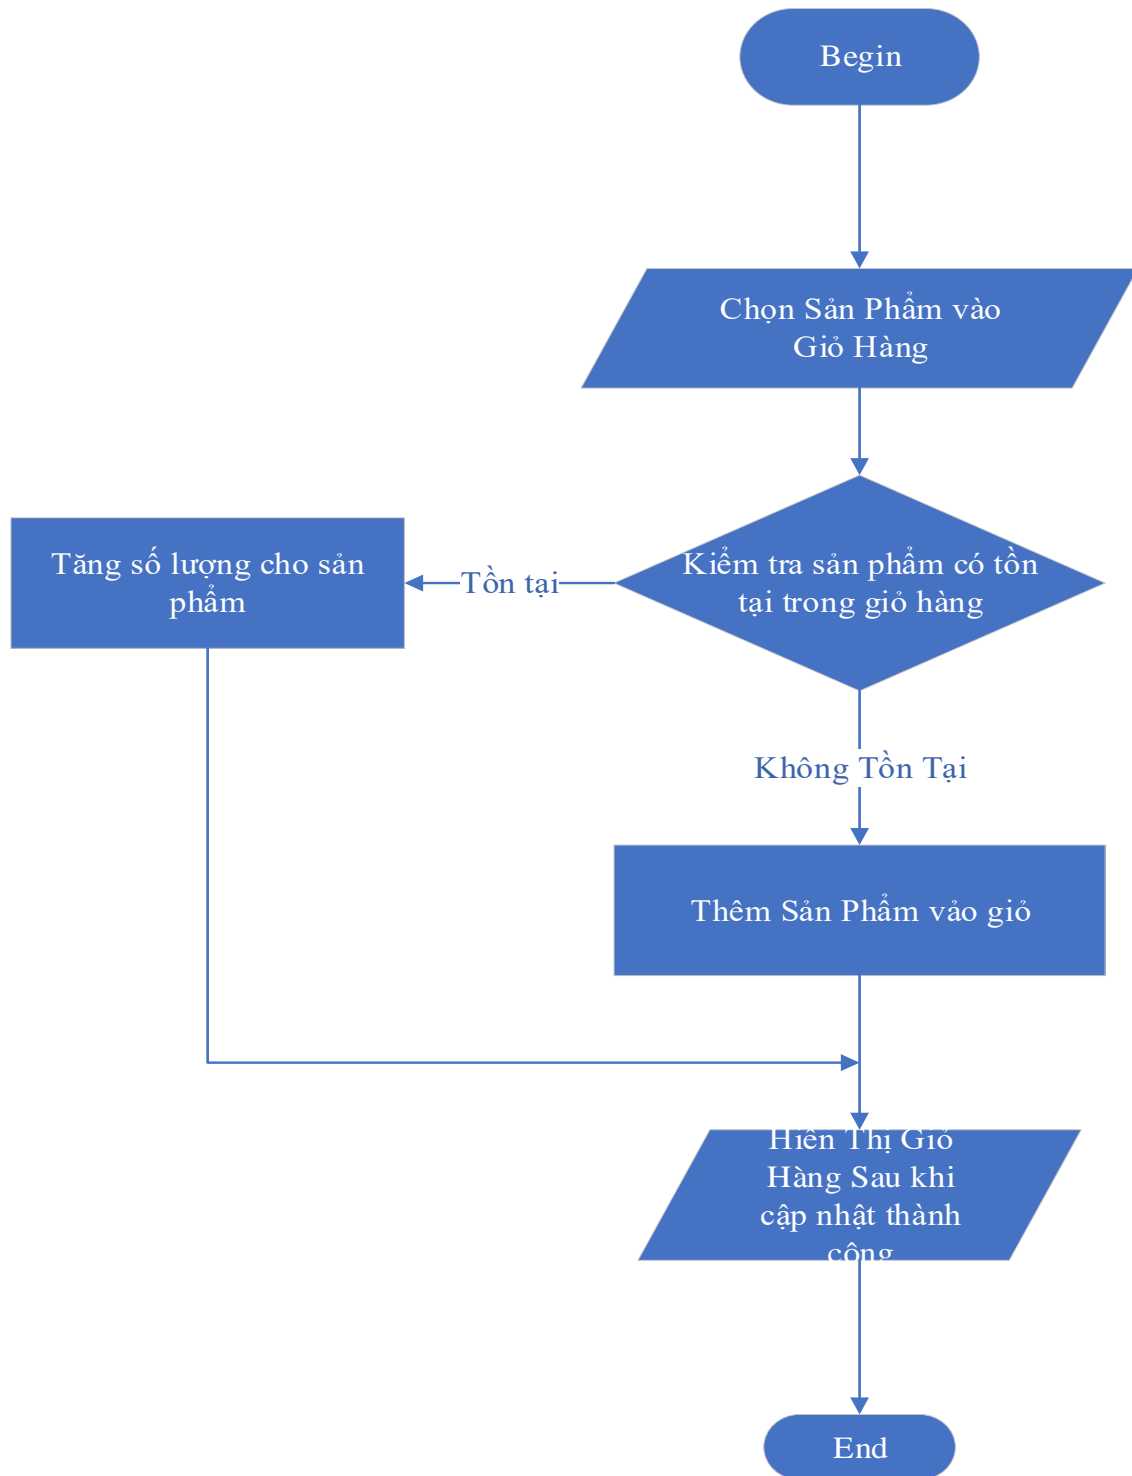 Begin
Chọn Sản Phẩm vào
Giỏ Hàng
Kiểm tra sản phẩm có tồn
tại trong giỏ hàng
Tồn tại
Tăng số lượng cho sản
phẩm
Không Tồn Tại
Thêm Sản Phẩm vảo giỏ
Hiển Thị Giỏ
Hàng Sau khi
cập nhật thành
công
End